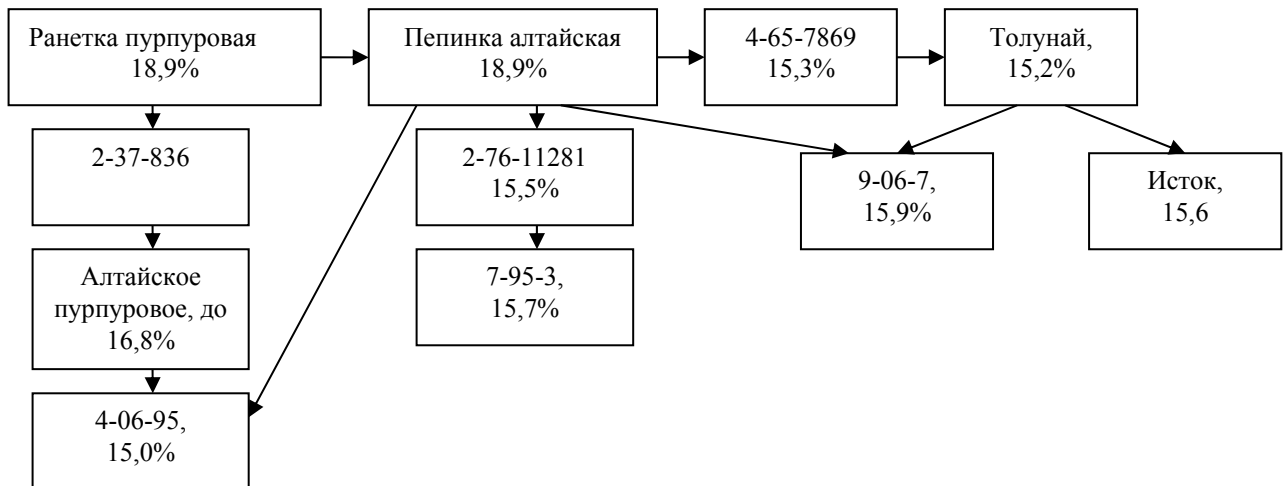 Ранетка пурпуровая
18,9%
Пепинка алтайская
18,9%
4-65-7869
15,3%
Толунай,
15,2%
2-37-836
2-76-11281
15,5%
9-06-7,
15,9%
Исток,
15,6
Алтайское
пурпуровое, до
16,8%
7-95-3,
15,7%
4-06-95,
15,0%